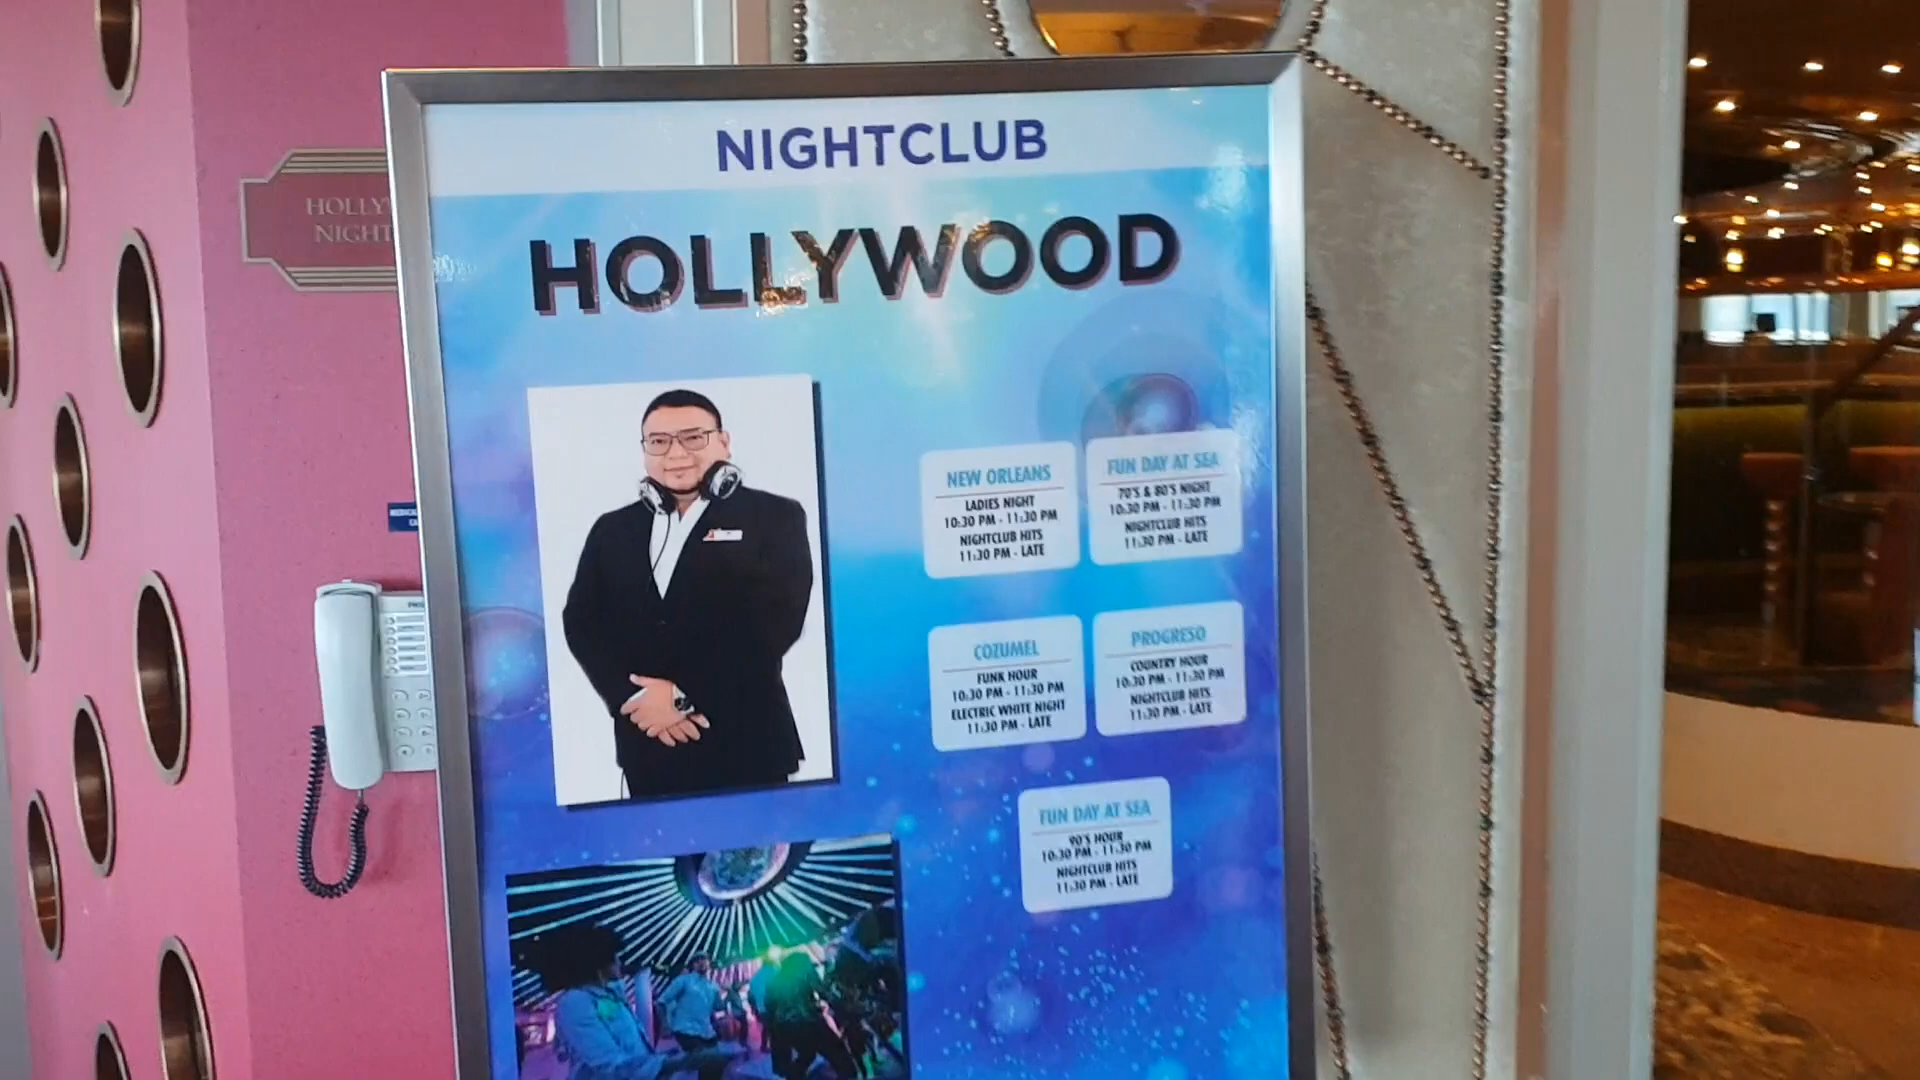 NIGHTCLUB
HOLLYWOOD
HOLLYW
NIGHT
NEW ORLEANS
LADIES NIGHT
10:30 PM - 11:30 PM
NIGHTCLUB HITS
11:30 PM - LATE
FUN DAY AT SEA
70'S & 80'S NIGHT
10:30 PM - 11:30 PM
NIGHTCLUB HITS
11:30 PM - LATE
COZUMEL
FUNK HOUR
10:30 PM - 11:30 PM
ELECTRIC WHITE NIGHT
11:30 PM - LATE
PROGRESO
COUNTRY HOUR
10:30 PM - 11:30 PM
NIGHTCLUB HITS
11:30 PM - LATE
FUN DAY AT SEA
90'S HOUR
10:30 PM - 11:30 PM
NIGHTCLUB HITS
11:30 PM - LATE